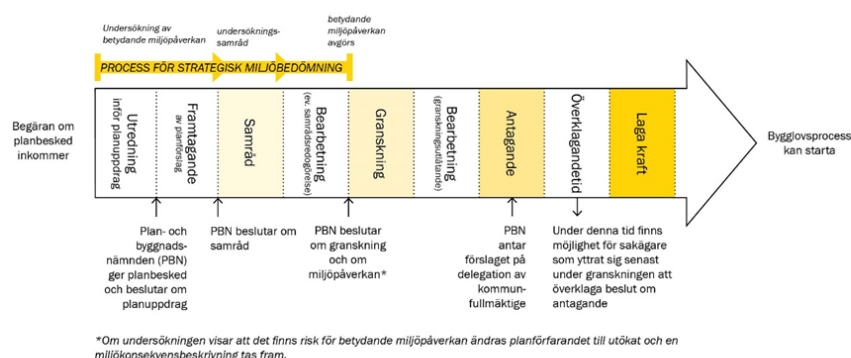 Undersökning av
betydande miljöpåverkan
undersöknings-
samråd
betydande
miljöpåverkan
avgörs
PROCESS FÖR STRATEGISK MILJÖBEDÖMNING
Begäran om
planbesked
inkommer
Utredning
inför planuppdrag
Framtagande
av planförslag
Samråd
Bearbetning
(ev. samrådsredogörelse)
Granskning
Bearbetning
(granskningsutlåtande)
Antagande
Överklagandetid
Laga kraft
Bygglovsprocess
kan starta
Plan- och
byggnads-
nämnden (PBN)
ger planbesked
och beslutar om
planuppdrag
PBN beslutar om
samråd
PBN beslutar
om granskning
och om
miljöpåverkan*
PBN
antar
förslaget på
delegation av
kommun-
fullmäktige
Under denna tid finns
möjlighet för sakägare
som yttrat sig senast
under granskningen att
överklaga beslut om
antagande
*Om undersökningen visar att det finns risk för betydande miljöpåverkan ändras planförfarandet till utökat och en
miljökonsekvensbeskrivning tas fram.